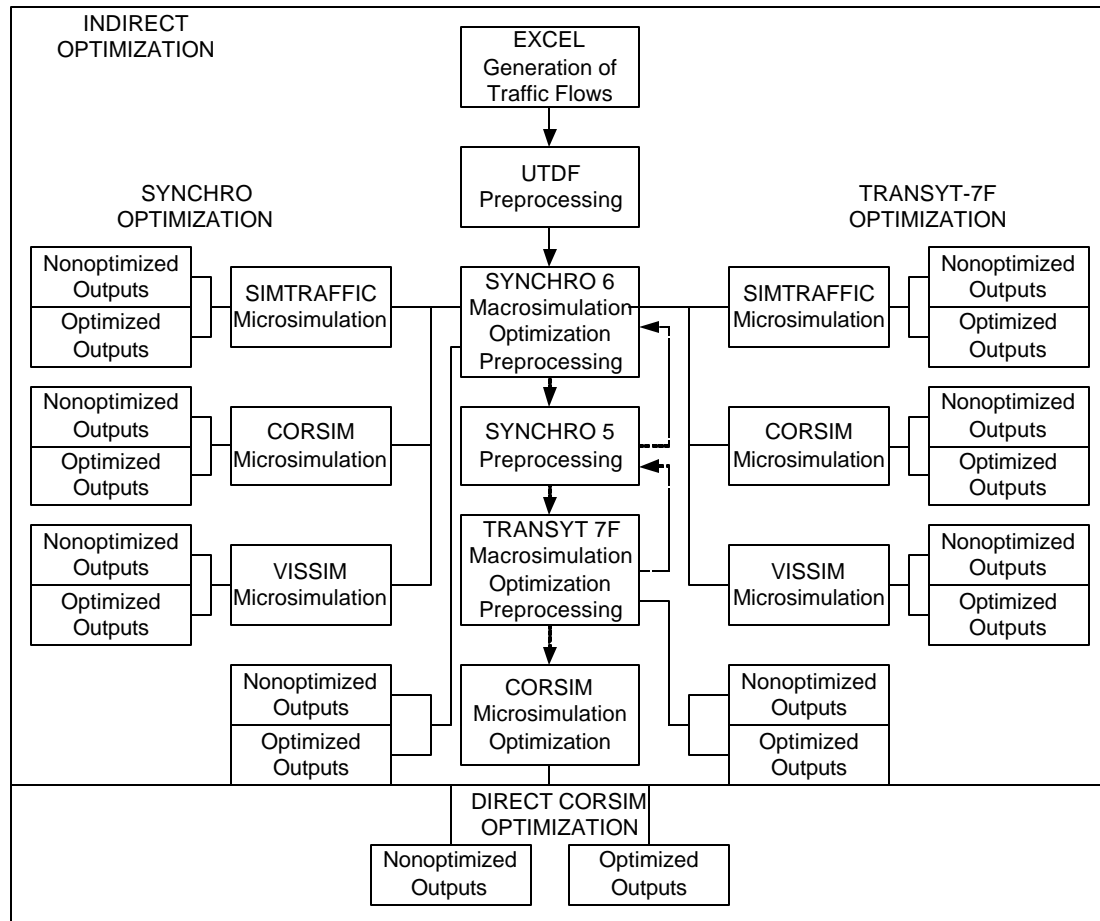 INDIRECT
OPTIMIZATION
EXCEL
Generation of
Traffic Flows
UTDF
Preprocessing
SYNCHRO
OPTIMIZATION
TRANSYT-7F
OPTIMIZATION
Nonoptimized
Outputs
Optimized
Outputs
SIMTRAFFIC
Microsimulation
SYNCHRO 6
Macrosimulation
Optimization
Preprocessing
SIMTRAFFIC
Microsimulation
Nonoptimized
Outputs
Optimized
Outputs
Nonoptimized
Outputs
Optimized
Outputs
CORSIM
Microsimulation
SYNCHRO 5
Preprocessing
CORSIM
Microsimulation
Nonoptimized
Outputs
Optimized
Outputs
Nonoptimized
Outputs
Optimized
Outputs
VISSIM
Microsimulation
TRANSYT 7F
Macrosimulation
Optimization
Preprocessing
VISSIM
Microsimulation
Nonoptimized
Outputs
Optimized
Outputs
Nonoptimized
Outputs
Optimized
Outputs
CORSIM
Microsimulation
Optimization
Nonoptimized
Outputs
Optimized
Outputs
DIRECT CORSIM
OPTIMIZATION
Nonoptimized
Outputs
Optimized
Outputs